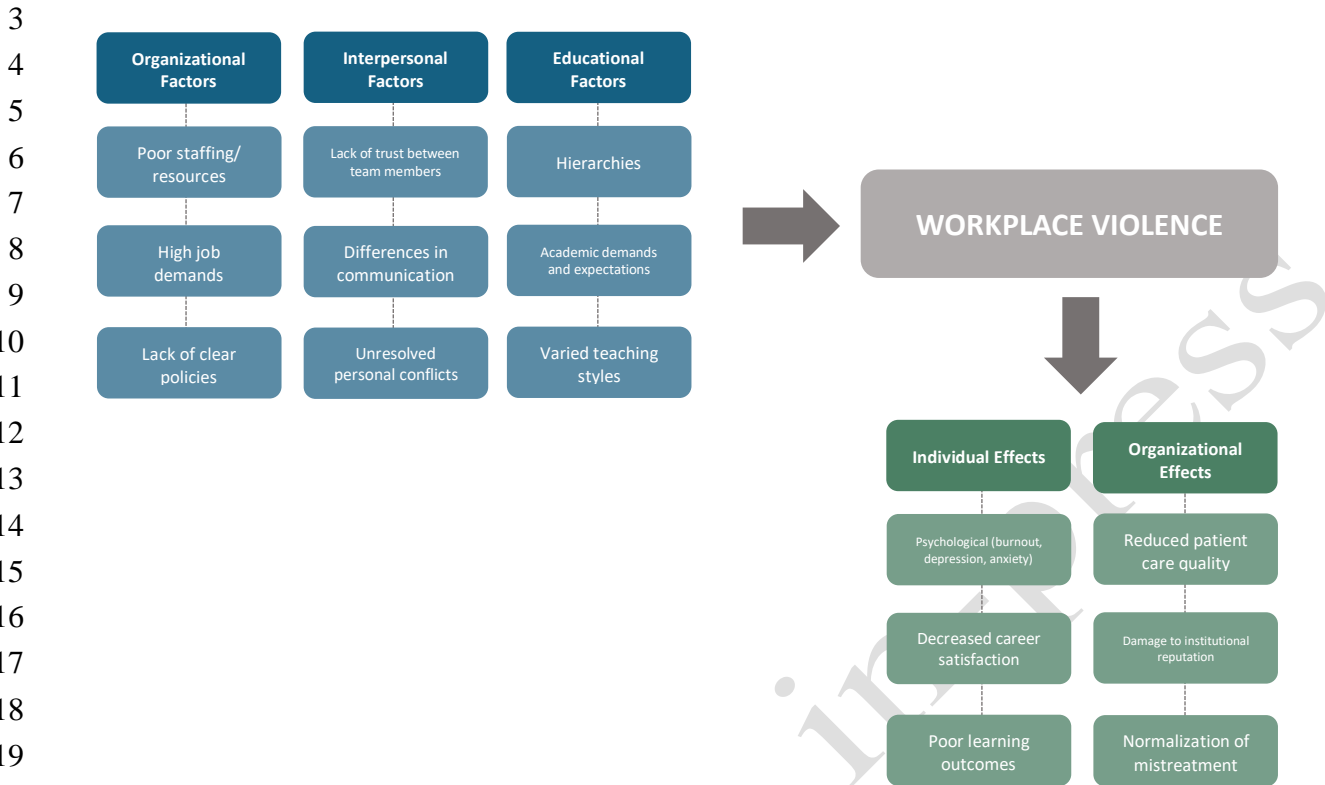 3
4
5
6
7
8
9
10
11
12
13
14
15
16
17
18
19
Organizational
Factors
Poor staffing/
resources
High job
demands
Lack of clear
policies
Interpersonal
Factors
Lack of trust between
team members
Differences in
communication
Unresolved
personal conflicts
Educational
Factors
Hierarchies
Academic demands
and expectations
Varied teaching
styles
WORKPLACE VIOLENCE
Individual Effects
Psychological (burnout,
depression, anxiety)
Decreased career
satisfaction
Poor learning
outcomes
Organizational
Effects
Reduced patient
care quality
Damage to institutional
reputation
Normalization of
mistreatment
in press